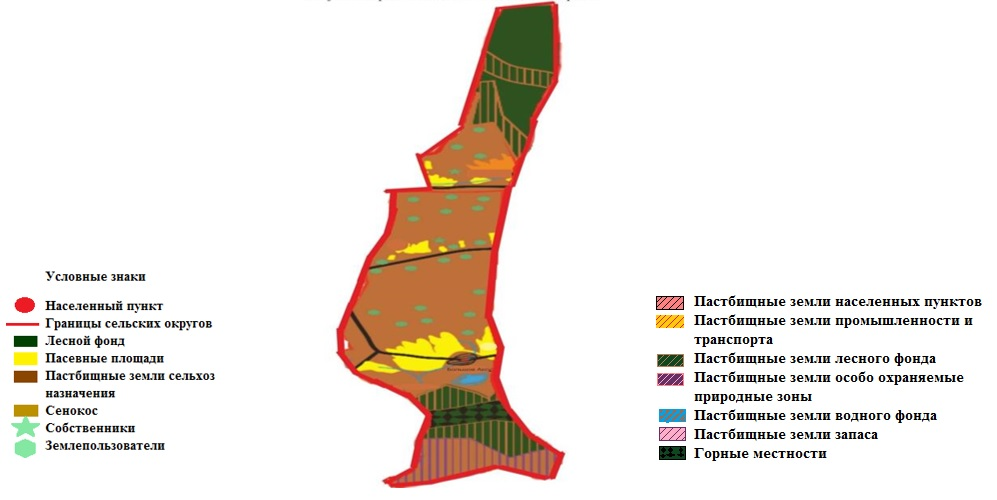 Условные знаки
Населенный пункт
Границы сельских округов
Лесной фонд
Пасевные площади
Пастбищные земли сельхоз
назначения
Сенокос
Собственники
Землепользователи
Пастбищные земли населенных пунктов
Пастбищные земли промышленности и
транспорта
Пастбищные земли лесного фонда
Пастбищные земли особо охраняемые
природные зоны
Пастбищные земли водного фонда
Пастбищные земли запаса
Горные местности